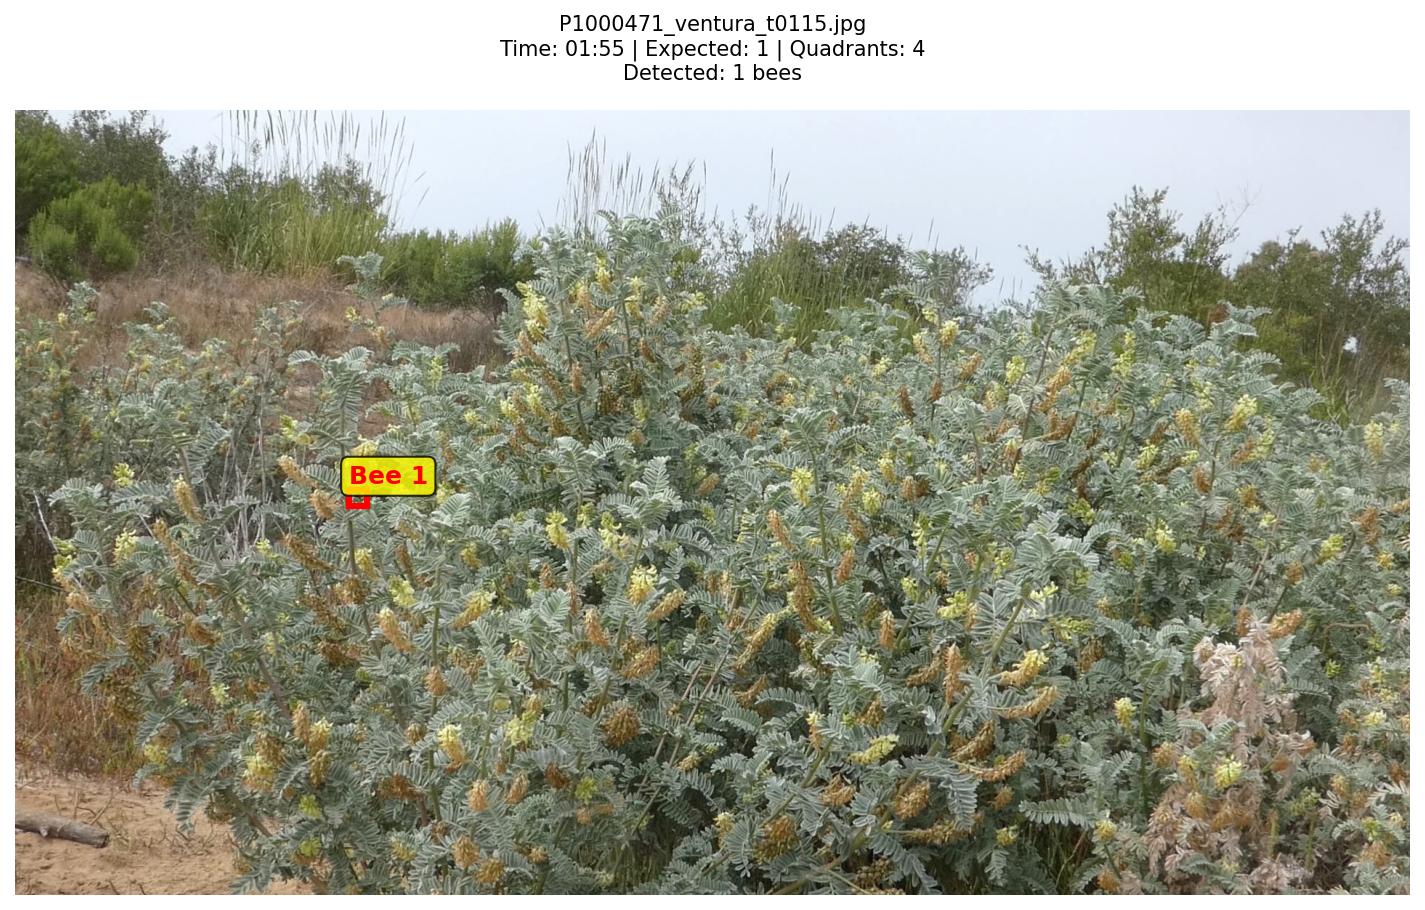 P1000471_ventura_t0115.jpg
Time: 01:55 | Expected: 1 | Quadrants: 4
Detected: 1 bees
Bee 1